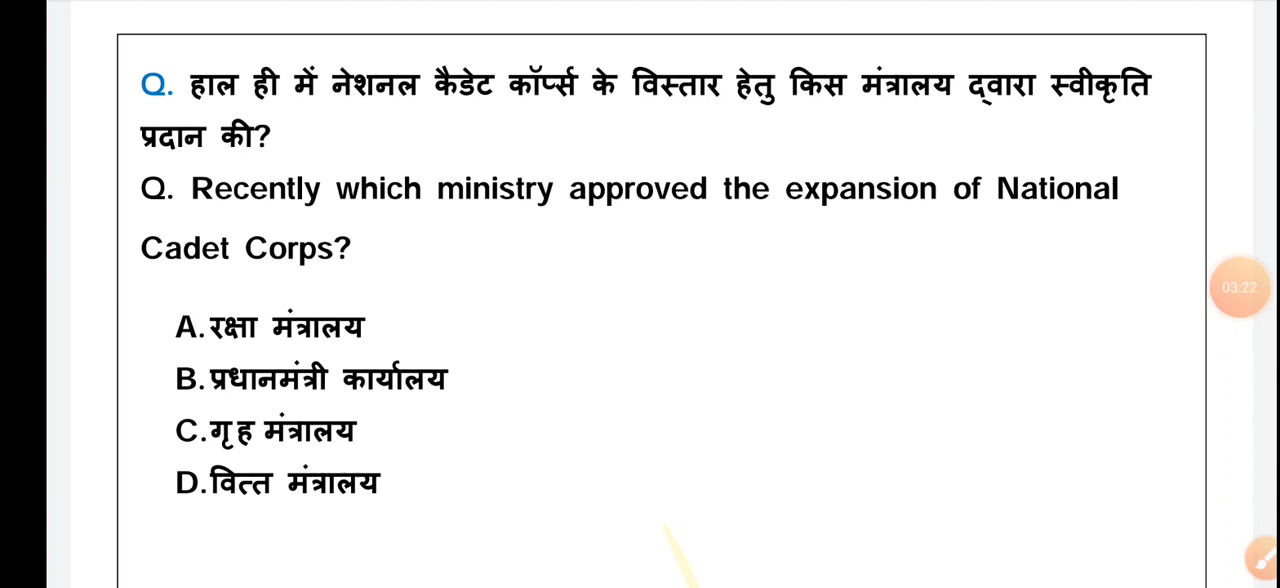 Q. हाल ही में नेशनल कैडेट कॉर्प्स के विस्तार हेतु किस मंत्रालय द्वारा स्वीकृति
प्रदान की?
Q. Recently which ministry approved the expansion of National
Cadet Corps?
03:22
A.रक्षा मंत्रालय
B.प्रधानमंत्री कार्यालय
C.गृह मंत्रालय
D.वित्त मंत्रालय